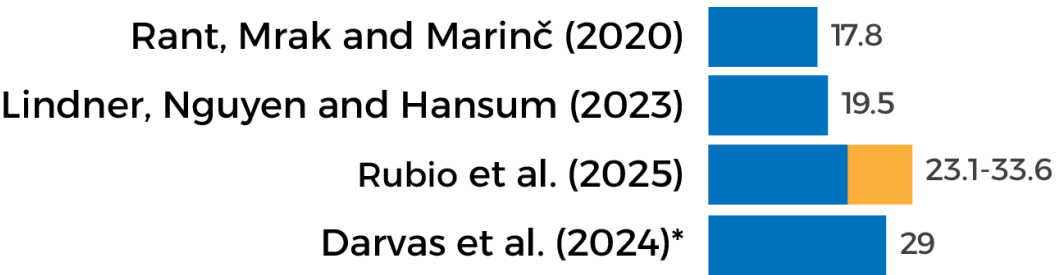 Rant, Mrak and Marinč (2020) 17.8
Lindner, Nguyen and Hansum (2023) 19.5
Rubio et al. (2025) 23.1-33.6
Darvas et al. (2024)* 29